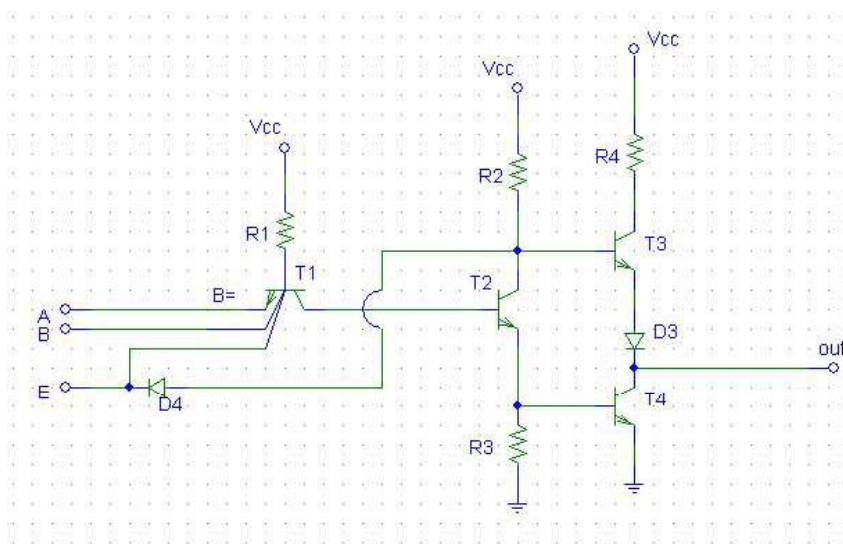 Vcc
Vcc
R4
R2
Vcc
R1
T3
T1
T2
B=
A
B
D3
out
E
D4
T4
R3